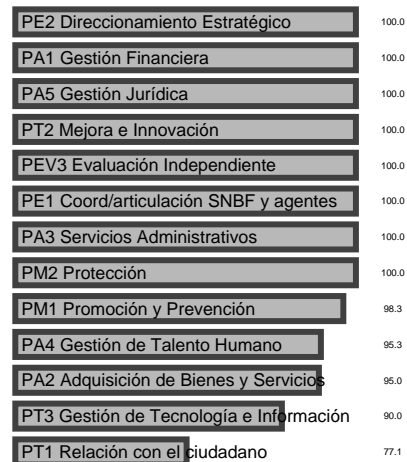 PE2 Direccionamiento Estratégico 100.0
PA1 Gestión Financiera 100.0
PA5 Gestión Jurídica 100.0
PT2 Mejora e Innovación 100.0
PEV3 Evaluación Independiente 100.0
PE1 Coord/articulación SNBF y agentes 100.0
PA3 Servicios Administrativos 100.0
PM2 Protección 100.0
PM1 Promoción y Prevención 98.3
PA4 Gestión de Talento Humano 95.3
PA2 Adquisición de Bienes y Servicios 95.0
PT3 Gestión de Tecnología e Información 90.0
PT1 Relación con el ciudadano 77.1